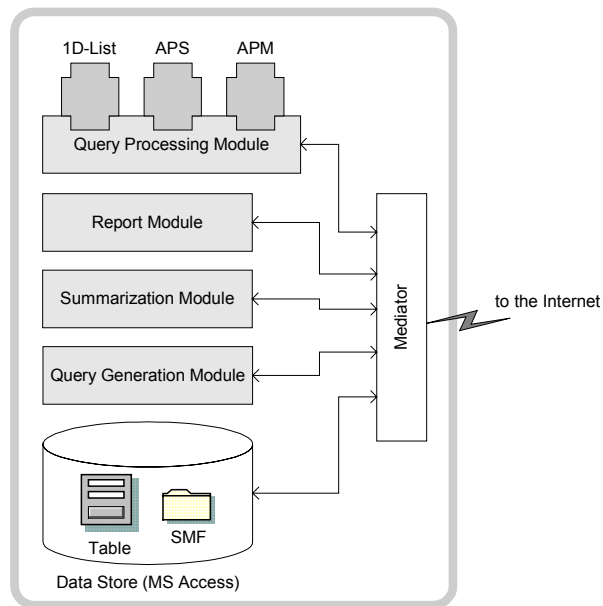 1D-List APS APM
Query Processing Module
Report Module
Summarization Module
Query Generation Module
Mediator
to the Internet
Table
SMF
Data Store (MS Access)